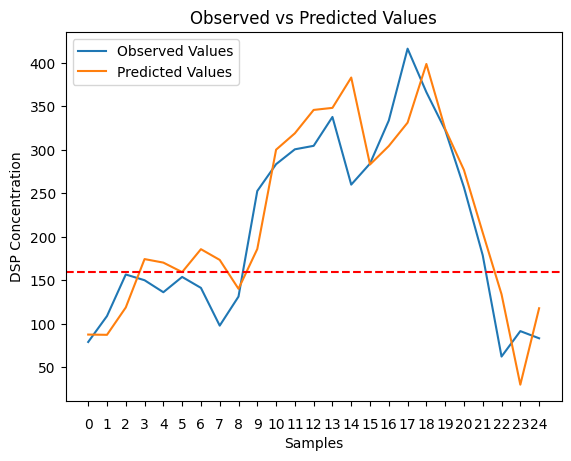 Observed vs Predicted Values
Observed Values
Predicted Values
DSP Concentration
400
350
300
250
200
150
100
50
0 1 2 3 4 5 6 7 8 9 10 11 12 13 14 15 16 17 18 19 20 21 22 23 24
Samples